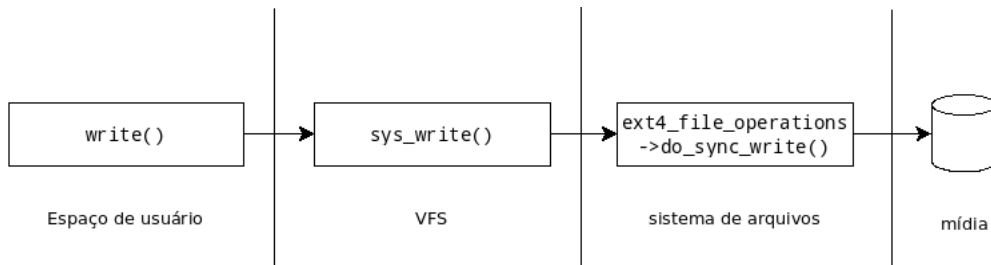 write()
sys_write()
ext4_file_operations
->do_sync_write()
Espaço de usuário
VFS
sistema de arquivos
mídia